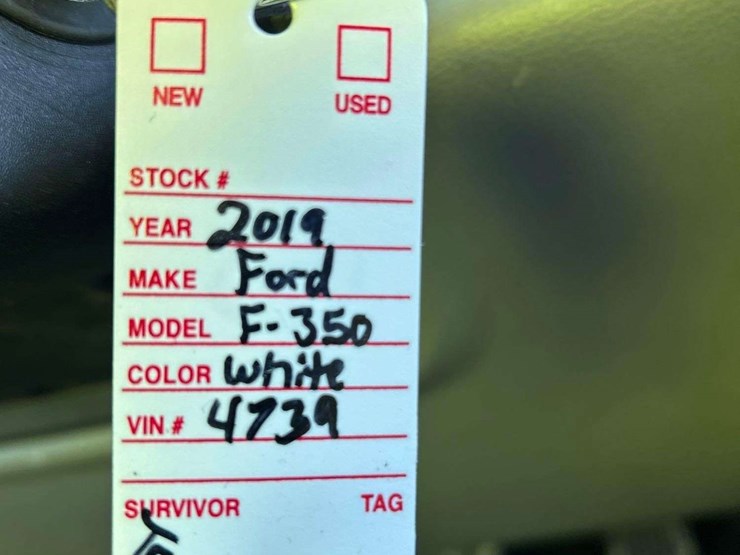 NEW USED
STOCK #
YEAR 2019
MAKE Ford
MODEL F-350
COLOR White
VIN # 4739
SURVIVOR TAG